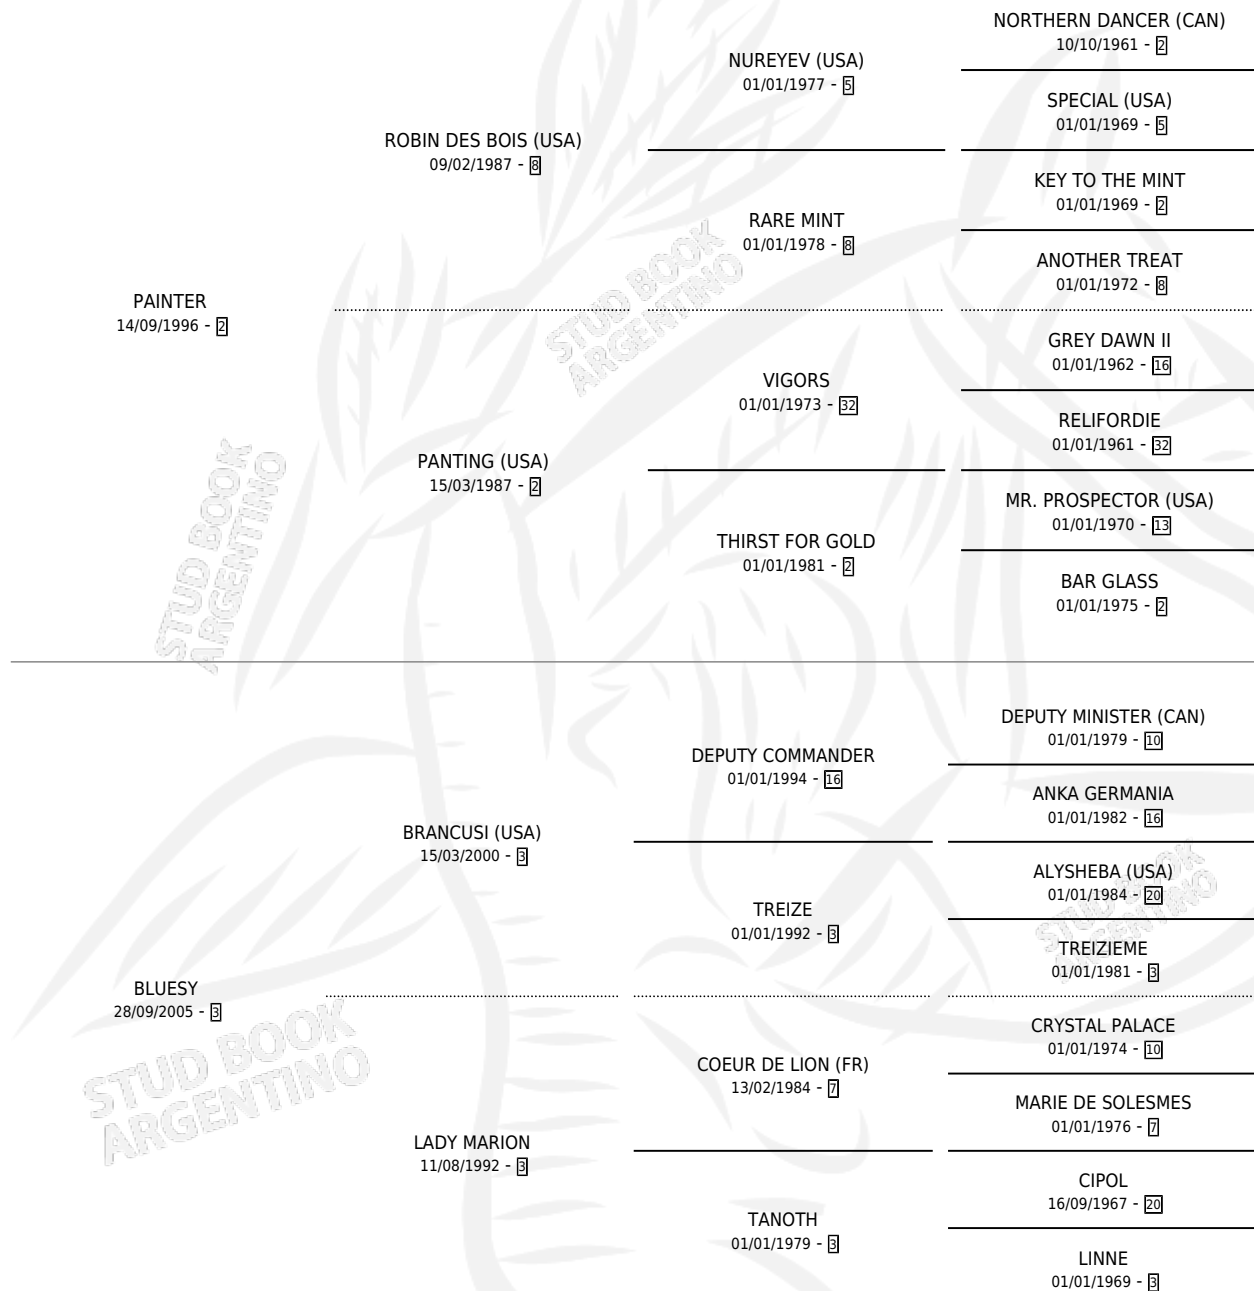 NORTHERN DANCER (CAN)
10/10/1961 - 2
NUREYEV (USA)
01/01/1977 - 5
SPECIAL (USA)
01/01/1969 - 5
ROBIN DES BOIS (USA)
09/02/1987 - 8
KEY TO THE MINT
01/01/1969 - 2
RARE MINT
01/01/1978 - 8
ANOTHER TREAT
01/01/1972 - 8
PAINTER
14/09/1996 - 2
GREY DAWN II
01/01/1962 - 16
VIGORS
01/01/1973 - 32
RELIFORDIE
01/01/1961 - 32
PANTING (USA)
15/03/1987 - 2
MR. PROSPECTOR (USA)
01/01/1970 - 13
THIRST FOR GOLD
01/01/1981 - 2
BAR GLASS
01/01/1975 - 2
STUD BOOK
ARGENTINO
STUD BOOK
ARGENTINO
DEPUTY MINISTER (CAN)
01/01/1979 - 10
DEPUTY COMMANDER
01/01/1994 - 16
ANKA GERMANIA
01/01/1982 - 16
BRANCUSI (USA)
15/03/2000 - 3
ALYSHEBA (USA)
01/01/1984 - 20
TREIZE
01/01/1992 - 3
TREIZIEME
01/01/1981 - 3
BLUESY
28/09/2005 - 3
CRYSTAL PALACE
01/01/1974 - 10
COEUR DE LION (FR)
13/02/1984 - 7
MARIE DE SOLESMES
01/01/1976 - 7
LADY MARION
11/08/1992 - 3
CIPOL
16/09/1967 - 20
TANOTH
01/01/1979 - 3
LINNE
01/01/1969 - 3
STUD BOOK
ARGENTINO
STUD BOOK
ARGENTINO